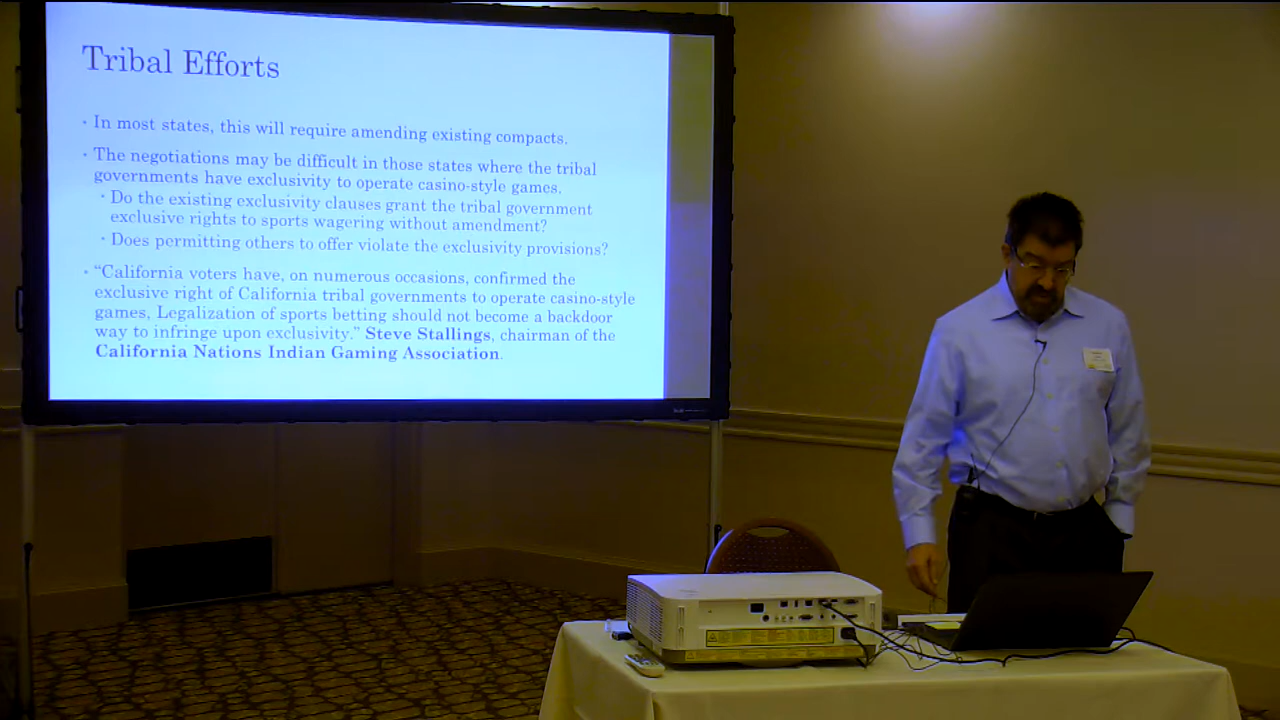 Tribal Efforts
• In most states, this will require amending existing compacts.
• The negotiations may be difficult in those states where the tribal
governments have exclusivity to operate casino-style games.
• Do the existing exclusivity clauses grant the tribal government
exclusive rights to sports wagering without amendment?
• Does permitting others to offer violate the exclusivity provisions?
• “California voters have, on numerous occasions, confirmed the
exclusive right of California tribal governments to operate casino-style
games, Legalization of sports betting should not become a backdoor
way to infringe upon exclusivity.” Steve Stallings, chairman of the
California Nations Indian Gaming Association.